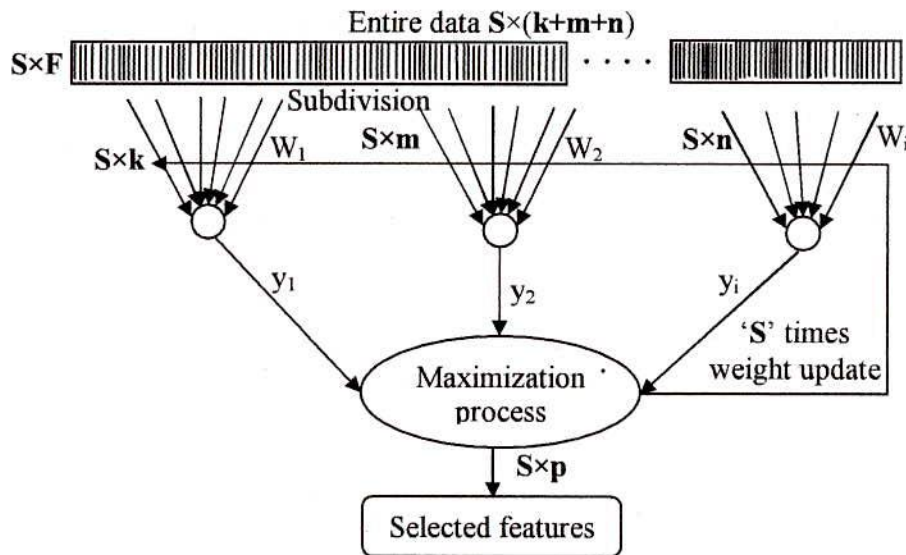 Entire data S×(k+m+n)
S×F
Subdivision
S×k
W₁
S×m
W₂
S×n
Wᵢ
y₁
y₂
yᵢ
'S' times
weight update
Maximization
process
S×p
Selected features